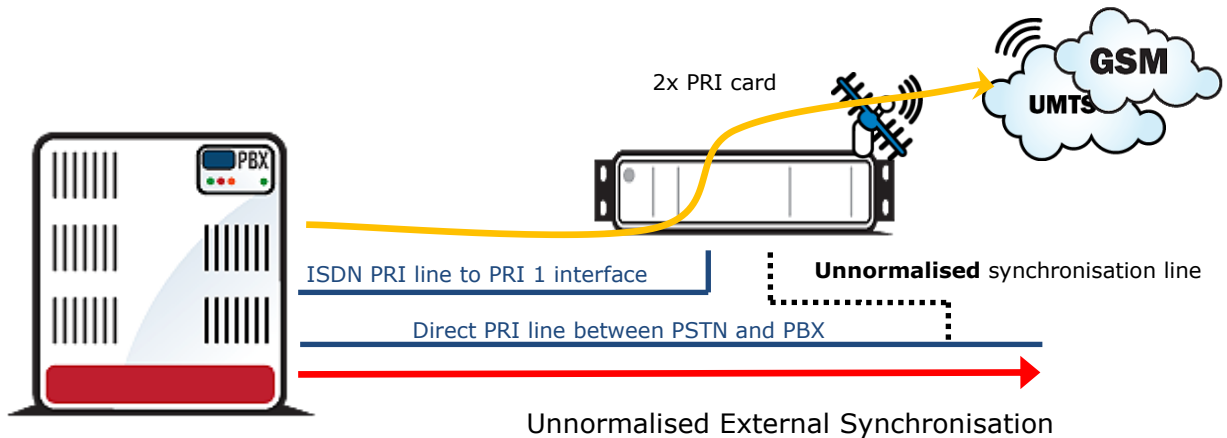 2x PRI card
GSM
UMTS
PBX
ISDN PRI line to PRI 1 interface
Unnormalised synchronisation line
Direct PRI line between PSTN and PBX
Unnormalised External Synchronisation